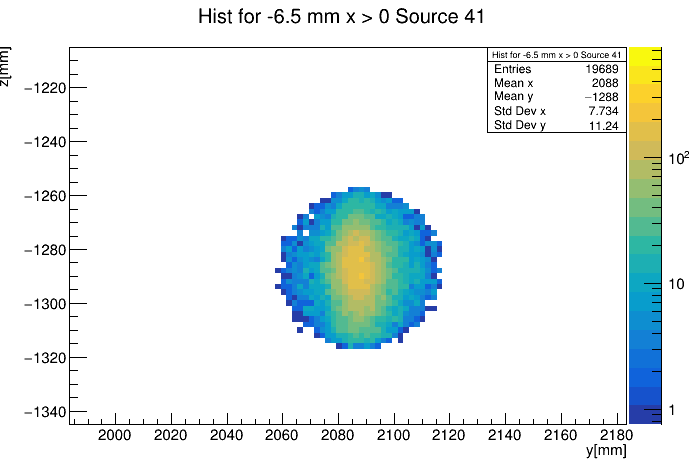 Hist for -6.5 mm x > 0 Source 41
z[mm]
Hist for -6.5 mm x > 0 Source 41
Entries 19689
Mean x 2088
Mean y −1288
Std Dev x 7.734
Std Dev y 11.24
−1220
−1240
−1260
−1280
−1300
−1320
−1340
10²
10
1
2000 2020 2040 2060 2080 2100 2120 2140 2160 2180
y[mm]